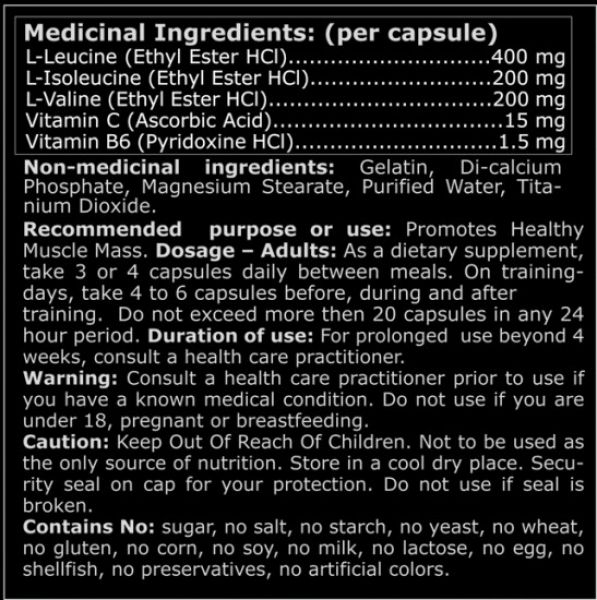 Medicinal Ingredients: (per capsule)
L-Leucine (Ethyl Ester HCl)............................400 mg
L-Isoleucine (Ethyl Ester HCl).........................200 mg
L-Valine (Ethyl Ester HCl)...............................200 mg
Vitamin C (Ascorbic Acid)................................15 mg
Vitamin B6 (Pyridoxine HCl)............................1.5 mg
Non-medicinal ingredients: Gelatin, Di-calcium
Phosphate, Magnesium Stearate, Purified Water, Tita-
nium Dioxide.
Recommended purpose or use: Promotes Healthy
Muscle Mass. Dosage – Adults: As a dietary supplement,
take 3 or 4 capsules daily between meals. On training-
days, take 4 to 6 capsules before, during and after
training. Do not exceed more then 20 capsules in any 24
hour period. Duration of use: For prolonged use beyond 4
weeks, consult a health care practitioner.
Warning: Consult a health care practitioner prior to use if
you have a known medical condition. Do not use if you are
under 18, pregnant or breastfeeding.
Caution: Keep Out Of Reach Of Children. Not to be used as
the only source of nutrition. Store in a cool dry place. Secu-
rity seal on cap for your protection. Do not use if seal is
broken.
Contains No: sugar, no salt, no starch, no yeast, no wheat,
no gluten, no corn, no soy, no milk, no lactose, no egg, no
shellfish, no preservatives, no artificial colors.